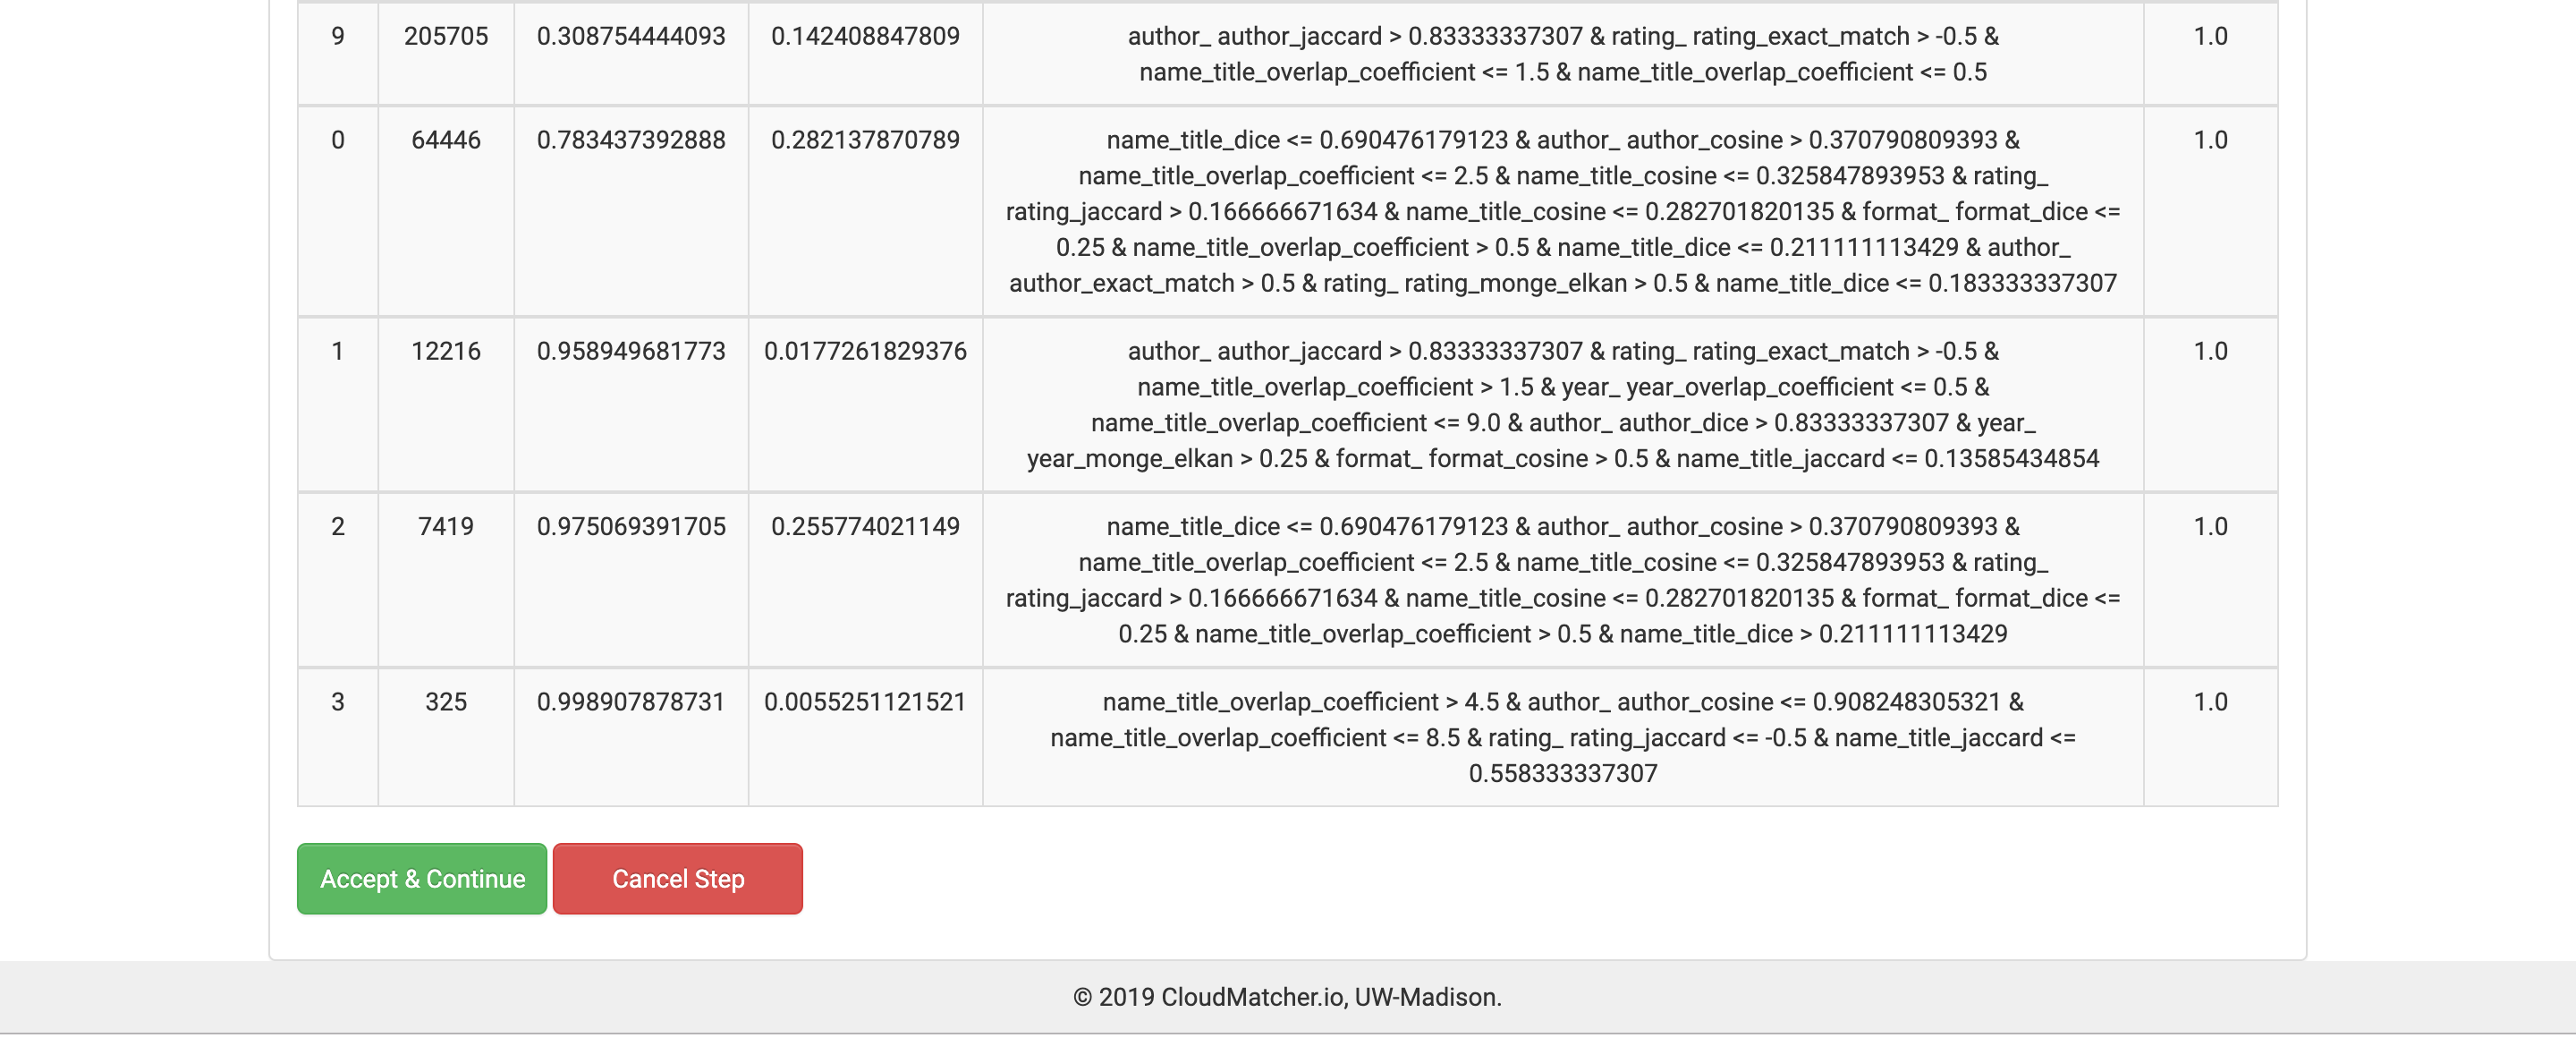 9 205705 0.308754444093 0.142408847809 author_ author_jaccard > 0.83333337307 & rating_ rating_exact_match > -0.5 & 1.0
name_title_overlap_coefficient <= 1.5 & name_title_overlap_coefficient <= 0.5
0 64446 0.783437392888 0.282137870789 name_title_dice <= 0.690476179123 & author_ author_cosine > 0.370790809393 & 1.0
name_title_overlap_coefficient <= 2.5 & name_title_cosine <= 0.325847893953 & rating_
rating_jaccard > 0.166666671634 & name_title_cosine <= 0.282701820135 & format_ format_dice <=
0.25 & name_title_overlap_coefficient > 0.5 & name_title_dice <= 0.211111113429 & author_
author_exact_match > 0.5 & rating_ rating_monge_elkan > 0.5 & name_title_dice <= 0.183333337307
1 12216 0.958949681773 0.0177261829376 author_ author_jaccard > 0.83333337307 & rating_ rating_exact_match > -0.5 & 1.0
name_title_overlap_coefficient > 1.5 & year_ year_overlap_coefficient <= 0.5 &
name_title_overlap_coefficient <= 9.0 & author_ author_dice > 0.83333337307 & year_
year_monge_elkan > 0.25 & format_ format_cosine > 0.5 & name_title_jaccard <= 0.13585434854
2 7419 0.975069391705 0.255774021149 name_title_dice <= 0.690476179123 & author_ author_cosine > 0.370790809393 & 1.0
name_title_overlap_coefficient <= 2.5 & name_title_cosine <= 0.325847893953 & rating_
rating_jaccard > 0.166666671634 & name_title_cosine <= 0.282701820135 & format_ format_dice <=
0.25 & name_title_overlap_coefficient > 0.5 & name_title_dice > 0.211111113429
3 325 0.998907878731 0.0055251121521 name_title_overlap_coefficient > 4.5 & author_ author_cosine <= 0.908248305321 & 1.0
name_title_overlap_coefficient <= 8.5 & rating_ rating_jaccard <= -0.5 & name_title_jaccard <=
0.558333337307
Accept & Continue Cancel Step
© 2019 CloudMatcher.io, UW-Madison.